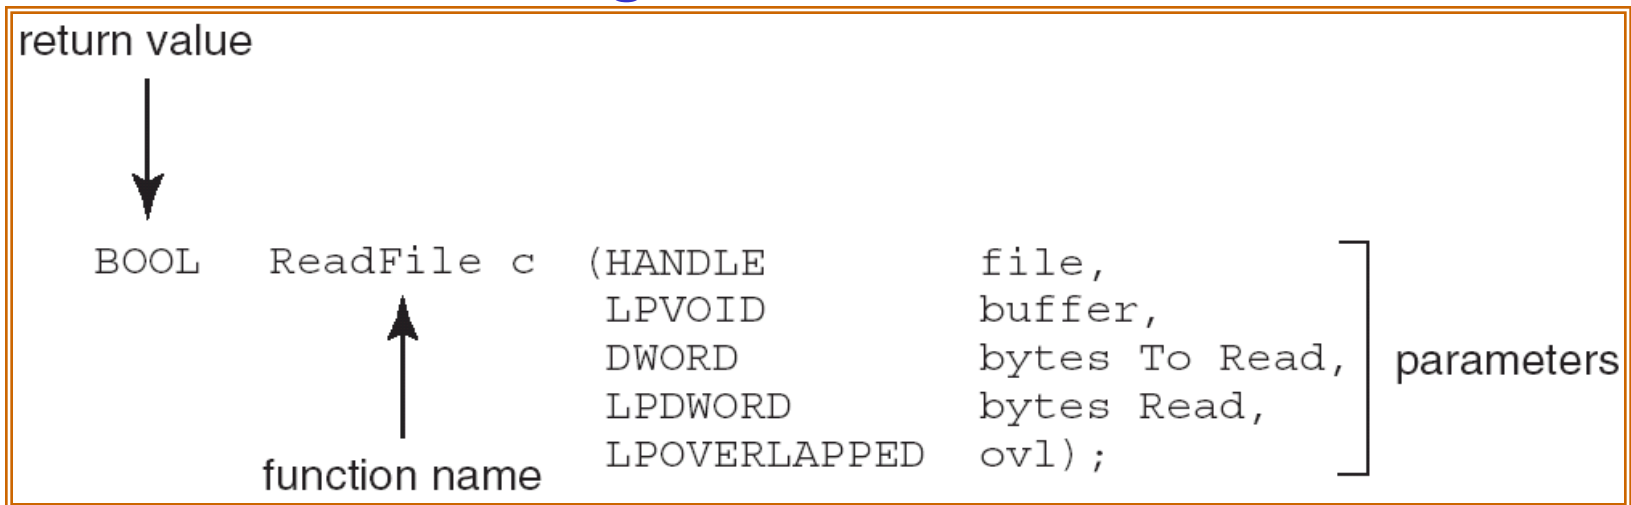 return value
BOOL ReadFile c (HANDLE file,
LPVOID buffer,
DWORD bytes To Read,
LPDWORD bytes Read,
LPOVERLAPPED ovl);
parameters
function name